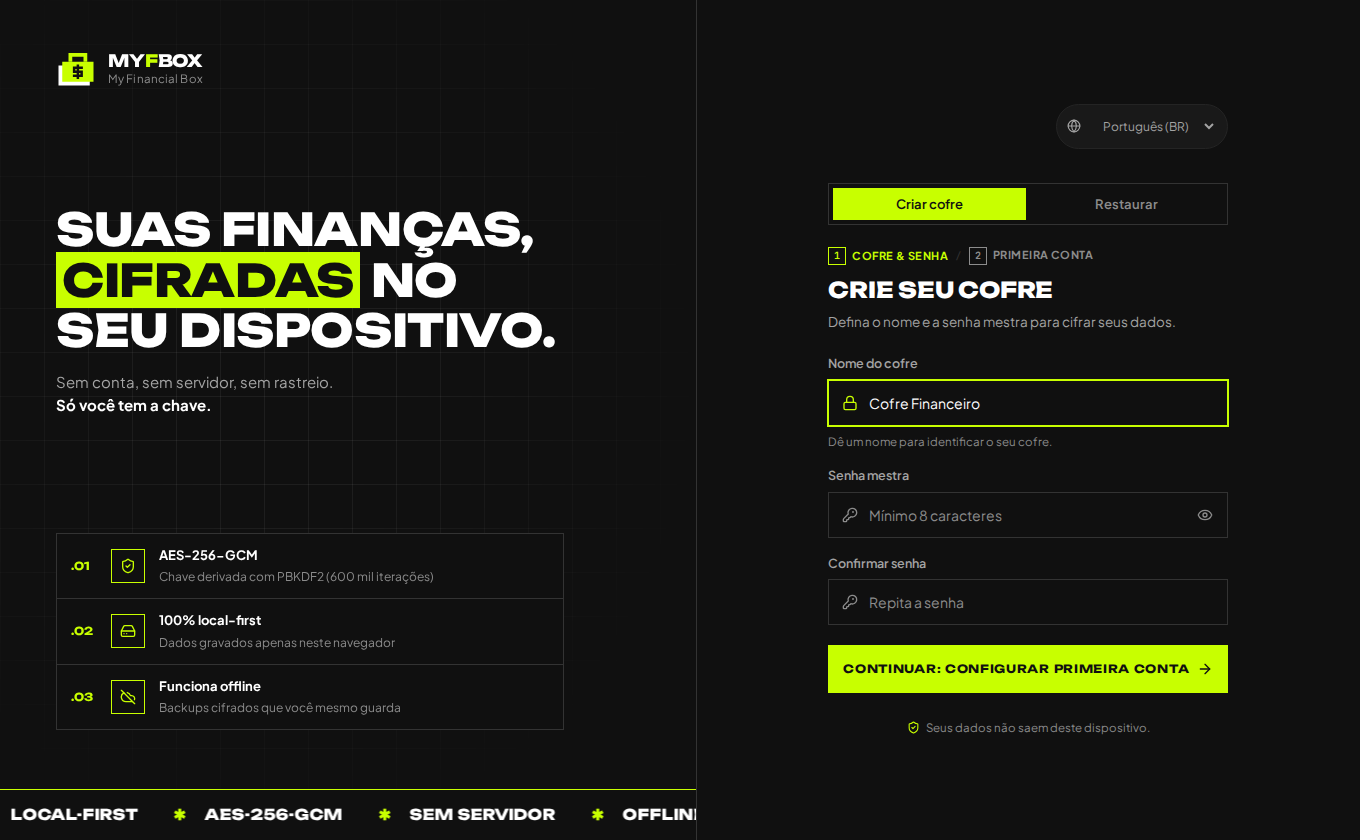 MYFBOX
My Financial Box
SUAS FINANÇAS,
CIFRADAS NO
SEU DISPOSITIVO.
Sem conta, sem servidor, sem rastreio.
Só você tem a chave.
.01
AES-256-GCM
Chave derivada com PBKDF2 (600 mil iterações)
.02
100% local-first
Dados gravados apenas neste navegador
.03
Funciona offline
Backups cifrados que você mesmo guarda
LOCAL-FIRST * AES-256-GCM * SEM SERVIDOR * OFFLIN
Português (BR)
Criar cofre Restaurar
1 COFRE & SENHA / 2 PRIMEIRA CONTA
CRIE SEU COFRE
Defina o nome e a senha mestra para cifrar seus dados.
Nome do cofre
Cofre Financeiro
Dê um nome para identificar o seu cofre.
Senha mestra
Mínimo 8 caracteres
Confirmar senha
Repita a senha
CONTINUAR: CONFIGURAR PRIMEIRA CONTA →
Seus dados não saem deste dispositivo.